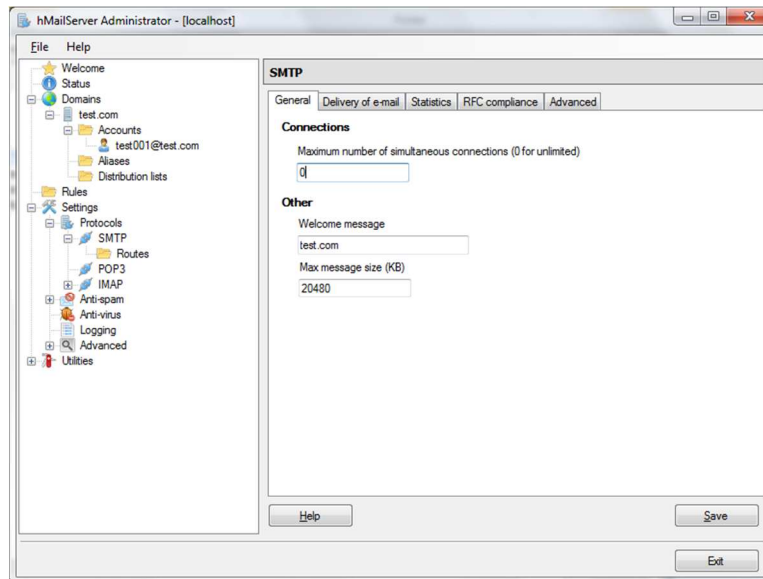 hMailServer Administrator - [localhost]
File Help
Welcome
Status
Domains
test.com
Accounts
test001@test.com
Aliases
Distribution lists
Rules
Settings
Protocols
SMTP
Routes
POP3
IMAP
Anti-spam
Anti-virus
Logging
Advanced
Utilities
SMTP
General Delivery of e-mail Statistics RFC compliance Advanced
Connections
Maximum number of simultaneous connections (0 for unlimited)
0
Other
Welcome message
test.com
Max message size (KB)
20480
Help Save
Exit